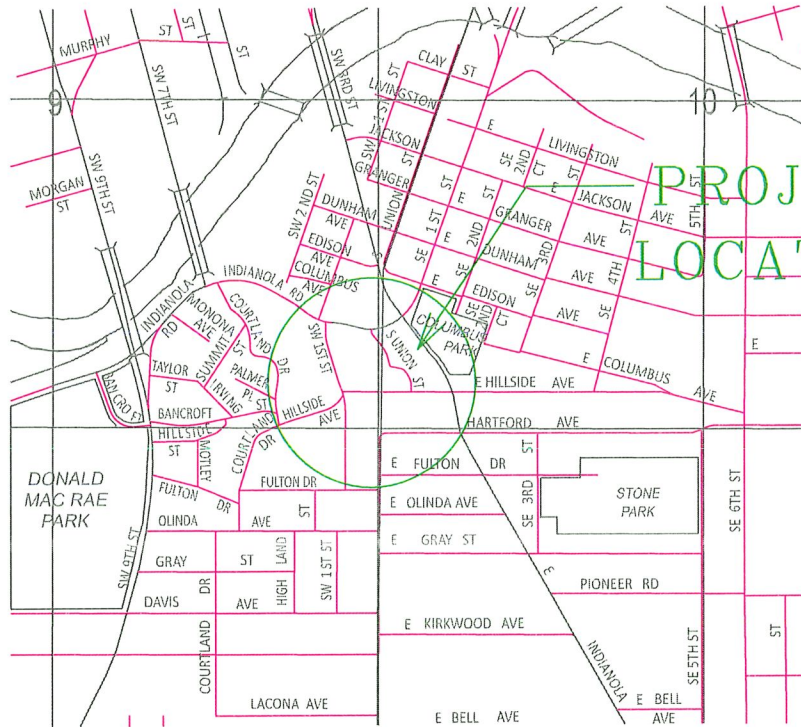 MURPHY ST
ST
SW 7TH ST
SW 3RD ST
CLAY ST
LIVINGSTON
SW 1ST ST
9
10
JACKSON ST
GRANGER
E LIVINGSTON
SE 2ND CT
ST
E JACKSON AVE
5TH ST
PROJ
LOCAT
SW 9TH ST
MORGAN ST
SW 2 ND ST
DUNHAM AVE
UNION
SE 1 ST ST
E GRANGER AVE
SE 2ND ST
E DUNHAM AVE
SE 3RD
SE 4TH ST
EDISON AVE
COLUMBUS AVE
S
E EDISON AVE
INDIANOLA RD
INDIANOLA RD
MONONA AVE
COURTLAND DR
SW 1ST ST
COLUMBUS PARK
SE 2ND CT
S UNION ST
E COLUMBUS AVE
E
SUMMIT ST
TAYLOR ST
PALMER PL
IRVING ST
E HILLSIDE AVE
BANCROFT
HILLSIDE AVE
HARTFORD AVE
HILLSIDE ST
MOTLEY
COURTLAND DR
DONALD
MAC RAE
PARK
FULTON DR
FULTON DR
E FULTON DR
ST
SE 3RD
STONE
PARK
SE 6TH ST
OLINDA AVE
ST
E OLINDA AVE
SW 9TH ST
GRAY ST
HIGH LAND
SW 1ST ST
E GRAY ST
DAVIS AVE
COURTLAND DR
E INDIANOLA
PIONEER RD
E KIRKWOOD AVE
SE 5TH ST
ST
LACONA AVE
E BELL AVE
E BELL
AVE